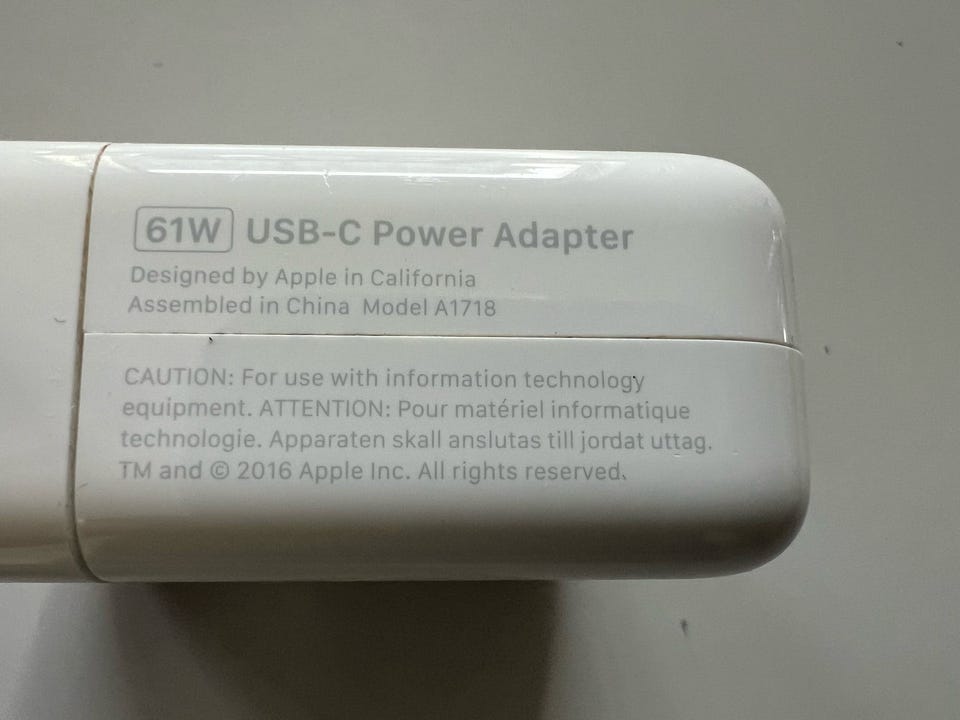 61W USB-C Power Adapter
Designed by Apple in California
Assembled in China Model A1718
CAUTION: For use with information technology
equipment. ATTENTION: Pour matériel informatique
technologie. Apparaten skall anslutas till jordat uttag.
TM and © 2016 Apple Inc. All rights reserved.